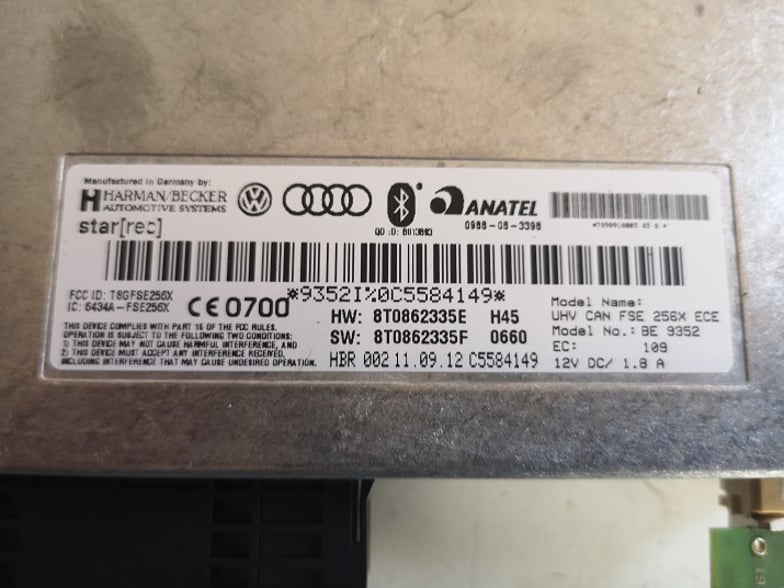 Manufactured in Germany by:
HARMAN/BECKER
AUTOMOTIVE SYSTEMS
star[rec]
QD ID: B013863
ANATEL
0988-08-3398
FCC ID: T8GFSE256X
IC: 6434A-FSE256X
CE0700
*9352I%0C5584149*
HW: 8T0862335E H45
SW: 8T0862335F 0660
HBR 002 11.09.12 C5584149
Model Name:
UHV CAN FSE 256X ECE
Model No.: BE 9352
EC: 109
12V DC/ 1.8 A
THIS DEVICE COMPLIES WITH PART 15 OF THE FCC RULES.
OPERATION IS SUBJECT TO THE FOLLOWING TWO CONDITIONS:
1) THIS DEVICE MAY NOT CAUSE HARMFUL INTERFERENCE, AND
2) THIS DEVICE MUST ACCEPT ANY INTERFERENCE RECEIVED,
INCLUDING INTERFERENCE THAT MAY CAUSE UNDESIRED OPERATION.